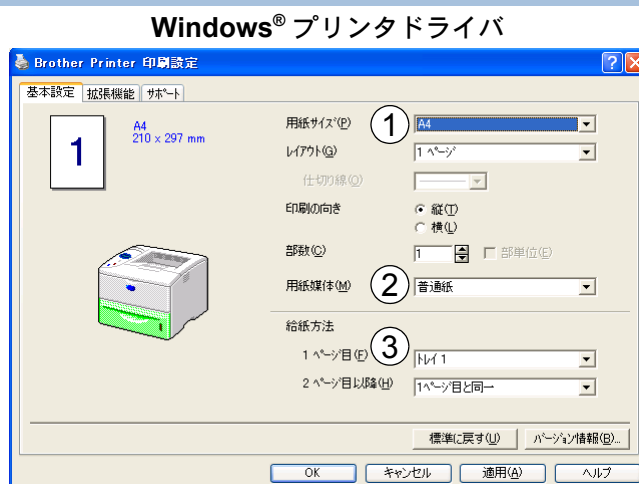 Windows® プリンタドライバ
Brother Printer 印刷設定
基本設定 拡張機能 サポート
1
A4
210 x 297 mm
用紙サイズ(P) ① A4
レイアウト(G) 1 ページ
仕切り線(O)
印刷の向き 縦(T)
横(L)
部数(C) 1 部単位(E)
用紙媒体(M) ② 普通紙
給紙方法
1 ページ目(F) ③ トレイ 1
2 ページ目以降(H) 1ページ目と同一
標準に戻す(U) バージョン情報(B)...
OK キャンセル 適用(A) ヘルプ